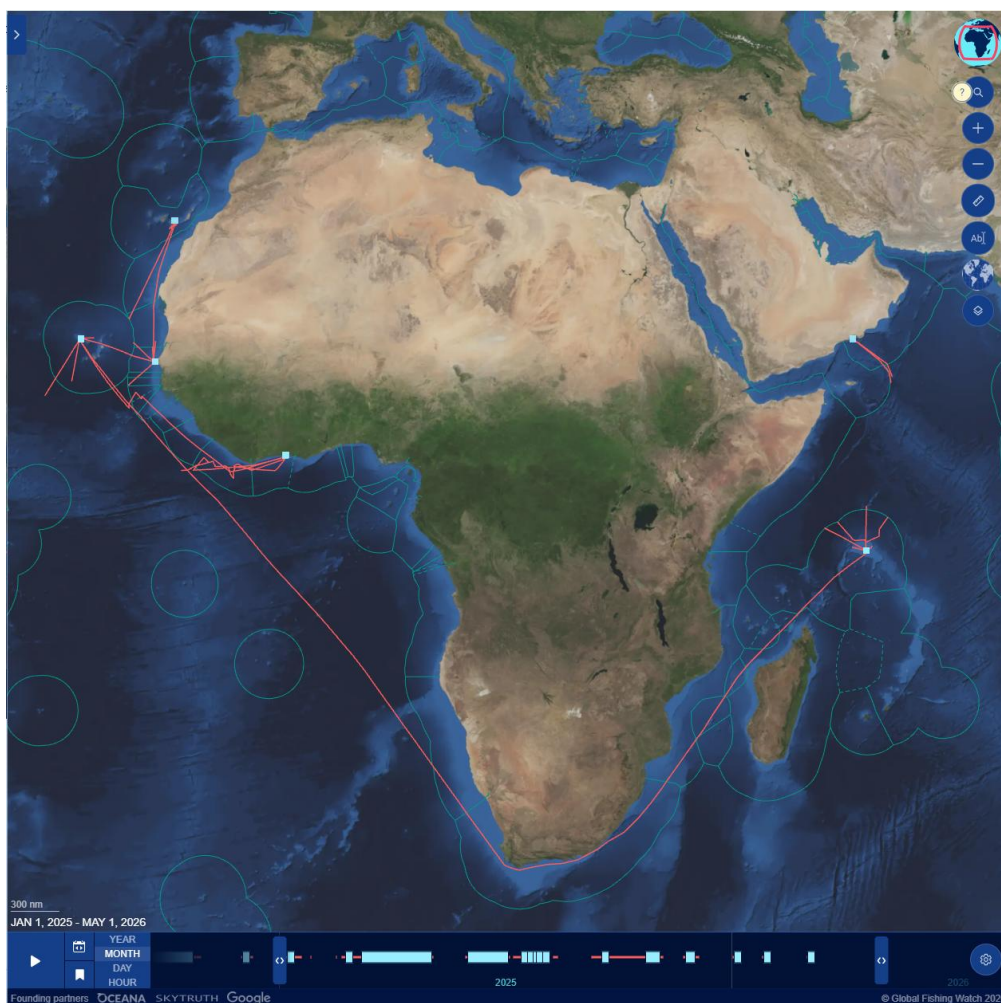 ?
Ab
300 nm
JAN 1, 2025 - MAY 1, 2026
YEAR
MONTH
DAY
HOUR
2025
2026
Founding partners OCEANA SKYTRUTH Google
© Global Fishing Watch 202